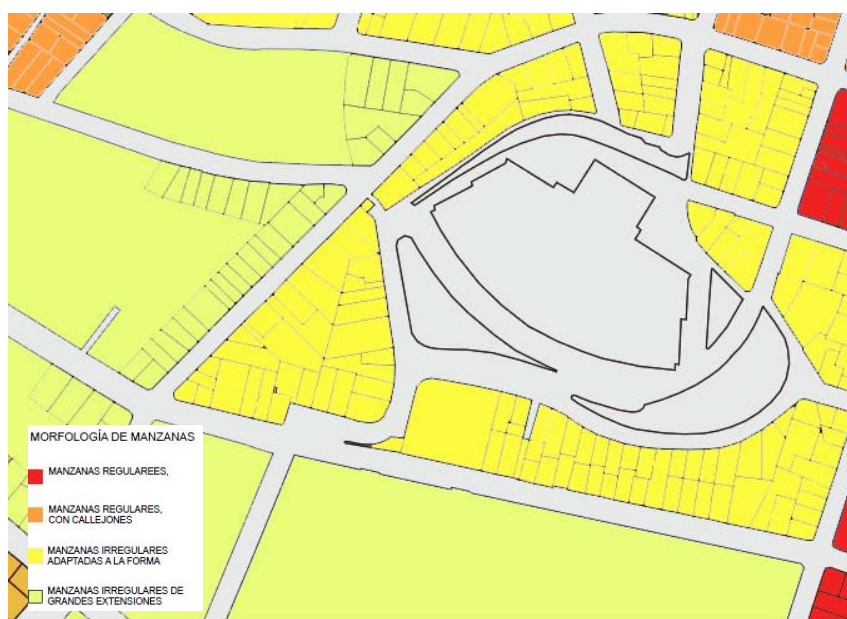 MORFOLOGÍA DE MANZANAS
MANZANAS REGULAREES,
MANZANAS REGULARES,
CON CALLEJONES
MANZANAS IRREGULARES
ADAPTADAS A LA FORMA
MANZANAS IRREGULARES DE
GRANDES EXTENSIONES